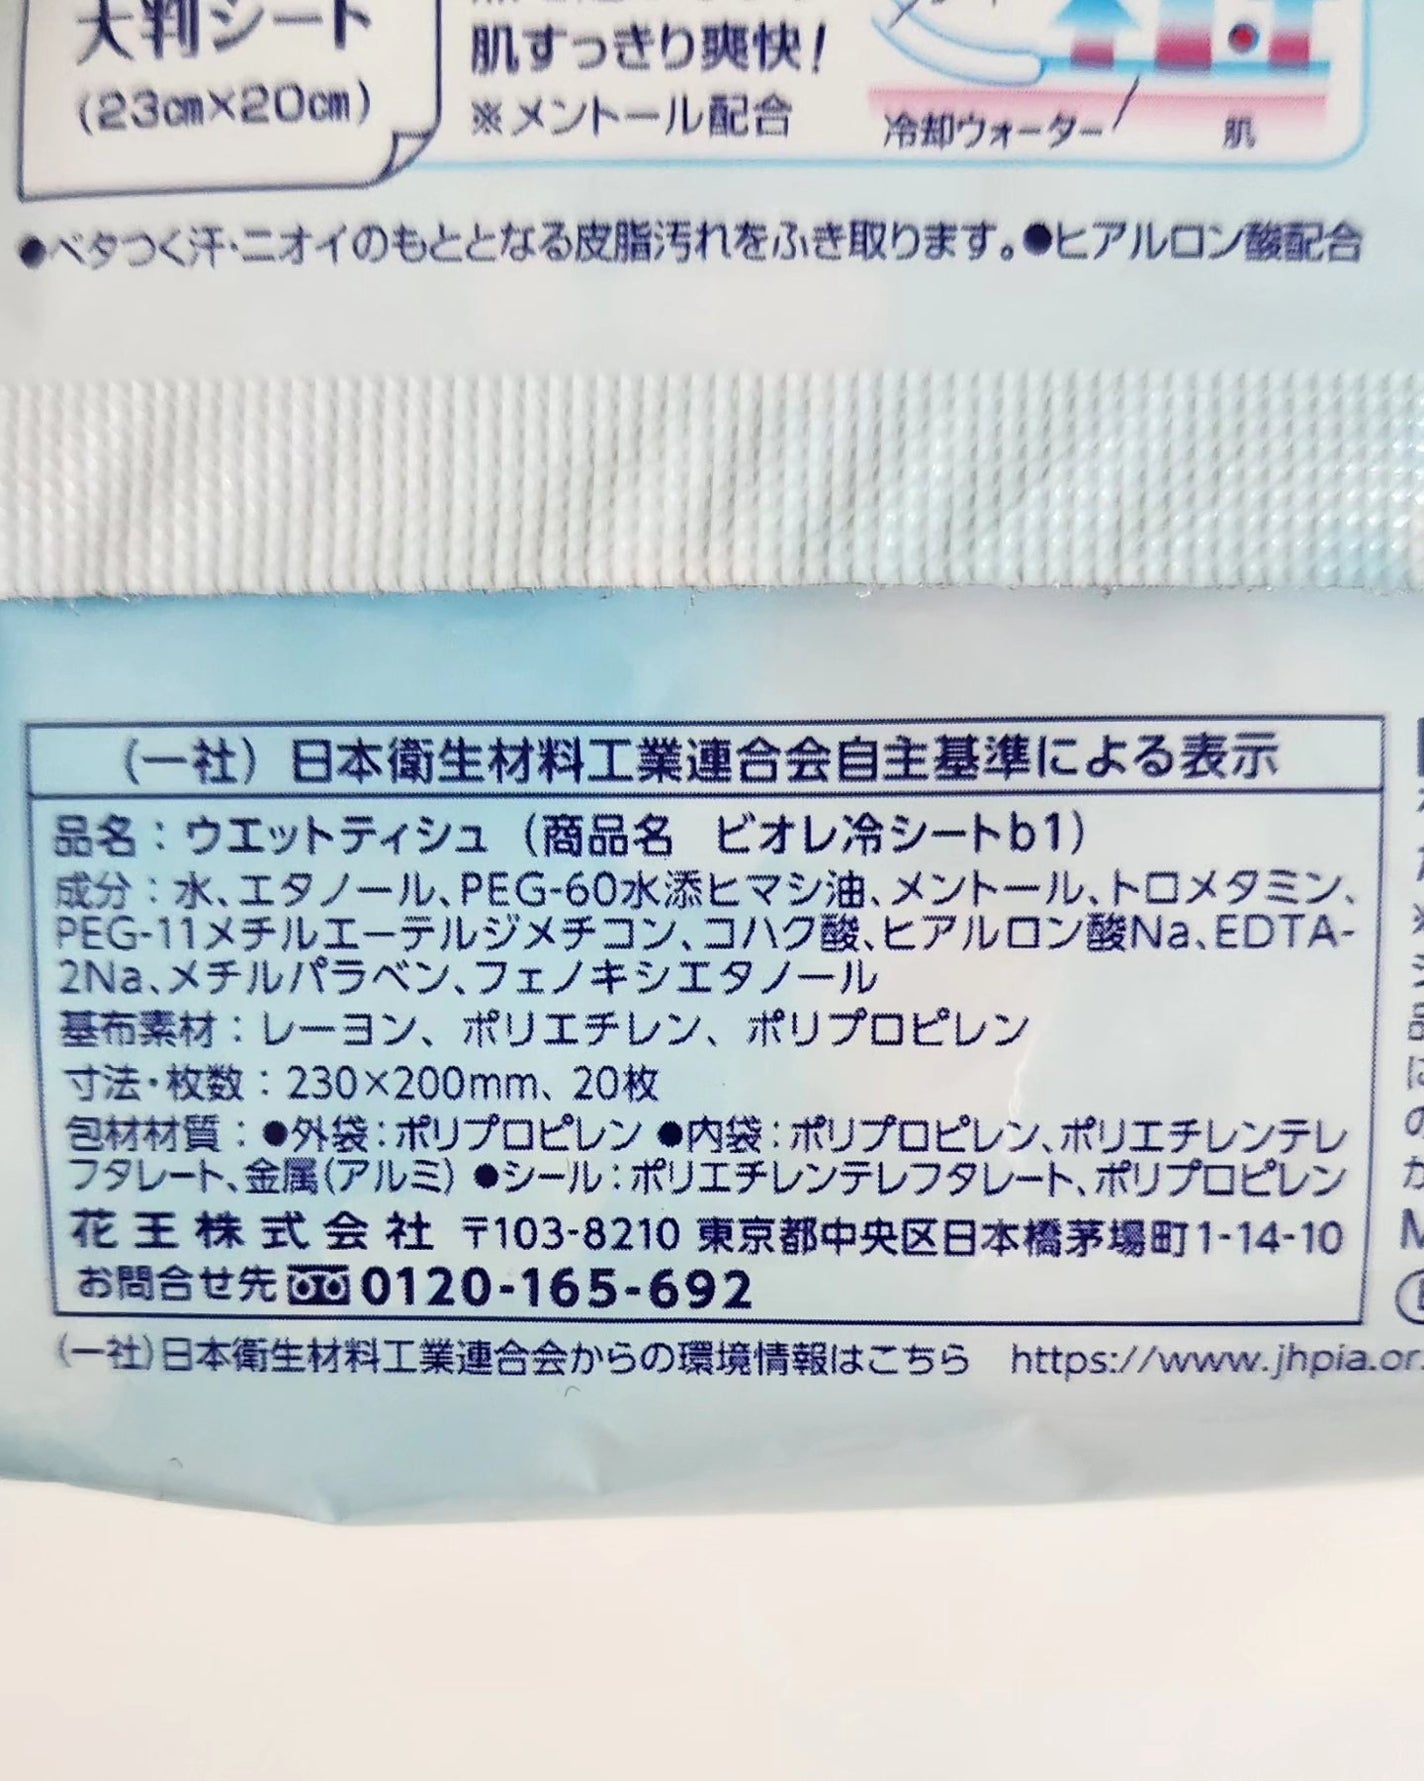 大判シート
(23cm×20cm)
肌すっきり爽快!
※メントール配合
冷却ウォーター
肌
●ベタつく汗・ニオイのもととなる皮脂汚れをふき取ります。●ヒアルロン酸配合
(一社)日本衛生材料工業連合会自主基準による表示
品名:ウエットティシュ(商品名 ビオレ冷シートb1)
成分:水、エタノール、PEG-60水添ヒマシ油、メントール、トロメタミン、
PEG-11メチルエーテルジメチコン、コハク酸、ヒアルロン酸Na、EDTA-
2Na、メチルパラベン、フェノキシエタノール
基布素材:レーヨン、ポリエチレン、ポリプロピレン
寸法・枚数:230×200mm、20枚
包材材質:●外袋:ポリプロピレン ●内袋:ポリプロピレン、ポリエチレンテレ
フタレート、金属(アルミ) ●シール:ポリエチレンテレフタレート、ポリプロピレン
花王株式会社 〒103-8210 東京都中央区日本橋茅場町1-14-10
お問合せ先 0120-165-692
(一社)日本衛生材料工業連合会からの環境情報はこちら https://www.jhpia.or.